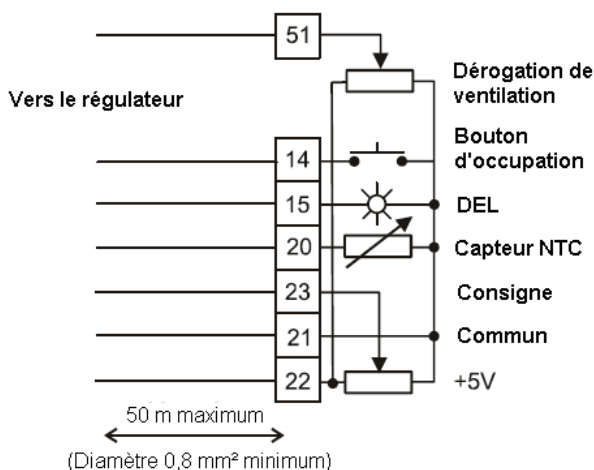 51
Dérogation de
ventilation
Vers le régulateur
Bouton
d'occupation
14
15 DEL
20 Capteur NTC
23 Consigne
21 Commun
22 +5V
50 m maximum
(Diamètre 0,8 mm² minimum)